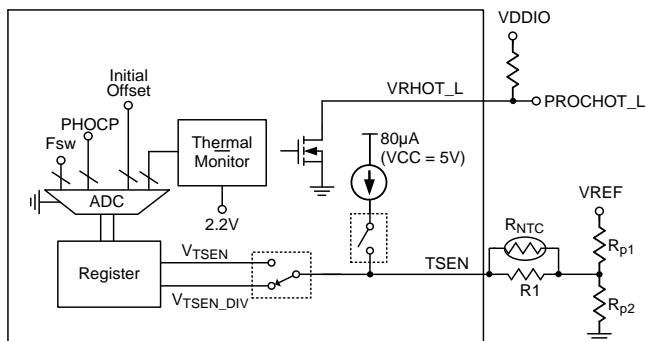 VDDIO
Initial
Offset
VRHOT_L
PROCHOT_L
PHOCP
Fsw
Thermal
Monitor
80µA
(VCC = 5V)
ADC
2.2V
VREF
RNTC
Rp1
Register
VTSEN
TSEN
R1
VTSEN_DIV
Rp2